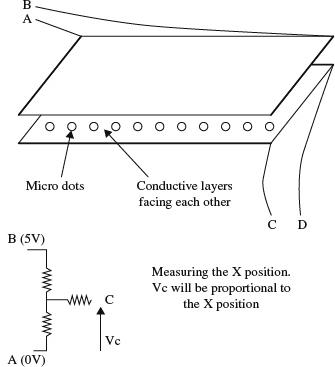 B
A
Micro dots
Conductive layers
facing each other
C D
B (5V)
Measuring the X position.
Vc will be proportional to
the X position
C
Vc
A (0V)